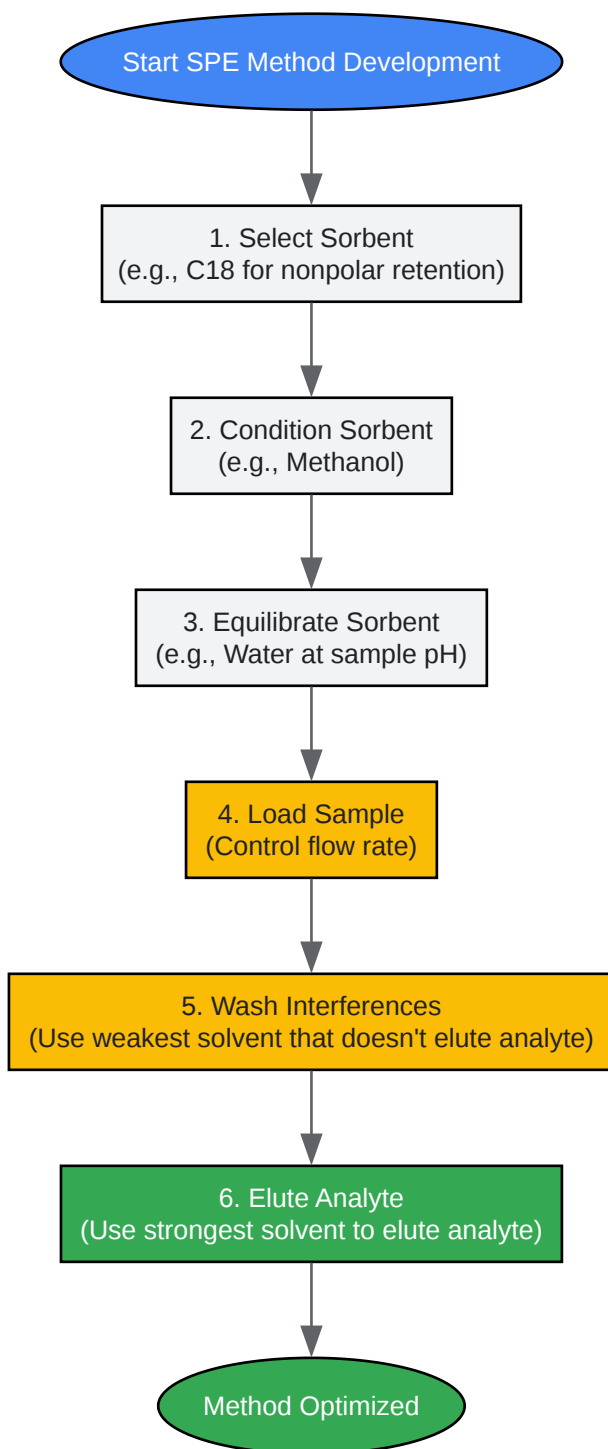 Start SPE Method Development
1. Select Sorbent
(e.g., C18 for nonpolar retention)
2. Condition Sorbent
(e.g., Methanol)
3. Equilibrate Sorbent
(e.g., Water at sample pH)
4. Load Sample
(Control flow rate)
5. Wash Interferences
(Use weakest solvent that doesn't elute analyte)
6. Elute Analyte
(Use strongest solvent to elute analyte)
Method Optimized